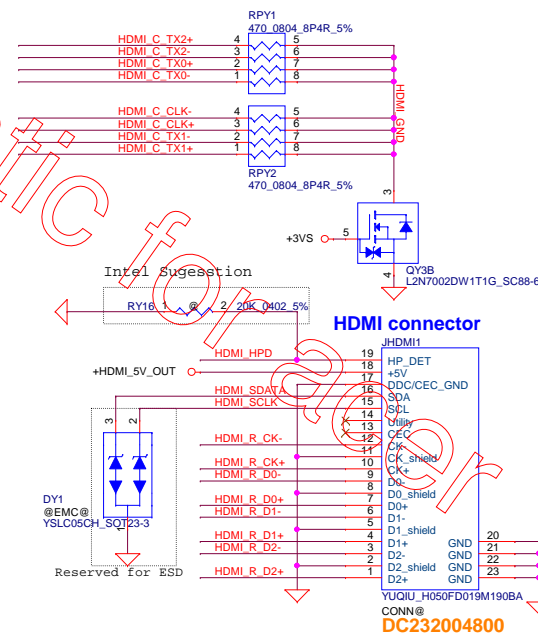 RPY1
470_0804_8P4R_5%
HDMI_C_TX2+ 4 5
HDMI_C_TX2- 3 6
HDMI_C_TX0+ 2 7
HDMI_C_TX0- 1 8
HDMI_C_CLK- 4 5
HDMI_C_CLK+ 3 6
HDMI_C_TX1- 2 7
HDMI_C_TX1+ 1 8
HDMI_GND
RPY2
470_0804_8P4R_5%
3
+3VS 5
4
QY3B
L2N7002DW1T1G_SC88-6
Intel Sugesstion
RY16 1 @ 2 20K_0402_5%
HDMI connector
JHDMI1
HDMI_HPD 19 HP_DET
+HDMI_5V_OUT 18 +5V
17 DDC/CEC_GND
HDMI_SDATA 16 SDA
HDMI_SCLK 15 SCL
14 Utility
13 CEC
HDMI_R_CK- 12 CK-
11 CK_shield
HDMI_R_CK+ 10 CK+
HDMI_R_D0- 9 D0-
8 D0_shield
HDMI_R_D0+ 7 D0+
HDMI_R_D1- 6 D1-
5 D1_shield
HDMI_R_D1+ 4 D1+ GND 20
HDMI_R_D2- 3 D2- GND 21
2 D2_shield GND 22
HDMI_R_D2+ 1 D2+ GND 23
3 2
1
DY1
@EMC@
YSLC05CH_SOT23-3
Reserved for ESD
YUQIU_H050FD019M190BA
CONN@
DC232004800
tic for acer